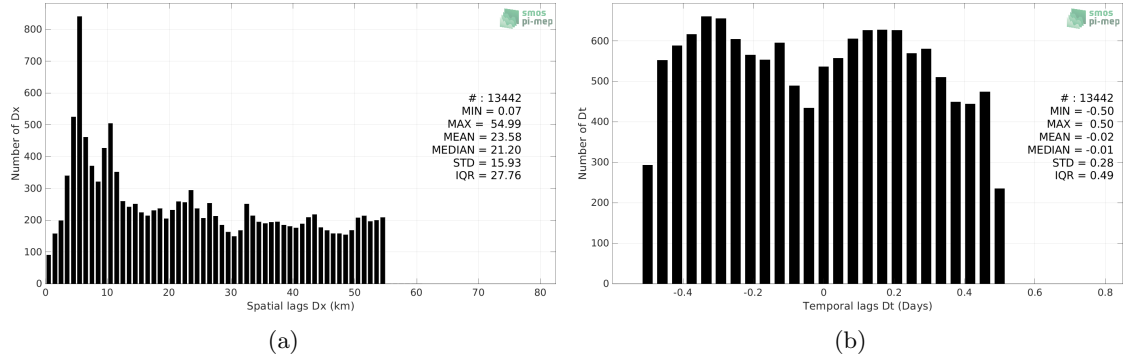 smos
pi-mep
800
700
600
500
400
300
200
100
0
Number of Dx
# : 13442
MIN = 0.07
MAX = 54.99
MEAN = 23.58
MEDIAN = 21.20
STD = 15.93
IQR = 27.76
0 10 20 30 40 50 60 70 80
Spatial lags Dx (km)
(a)
smos
pi-mep
600
500
400
300
200
100
0
Number of Dt
# : 13442
MIN = -0.50
MAX = 0.50
MEAN = -0.02
MEDIAN = -0.01
STD = 0.28
IQR = 0.49
-0.4 -0.2 0 0.2 0.4 0.6 0.8
Temporal lags Dt (Days)
(b)